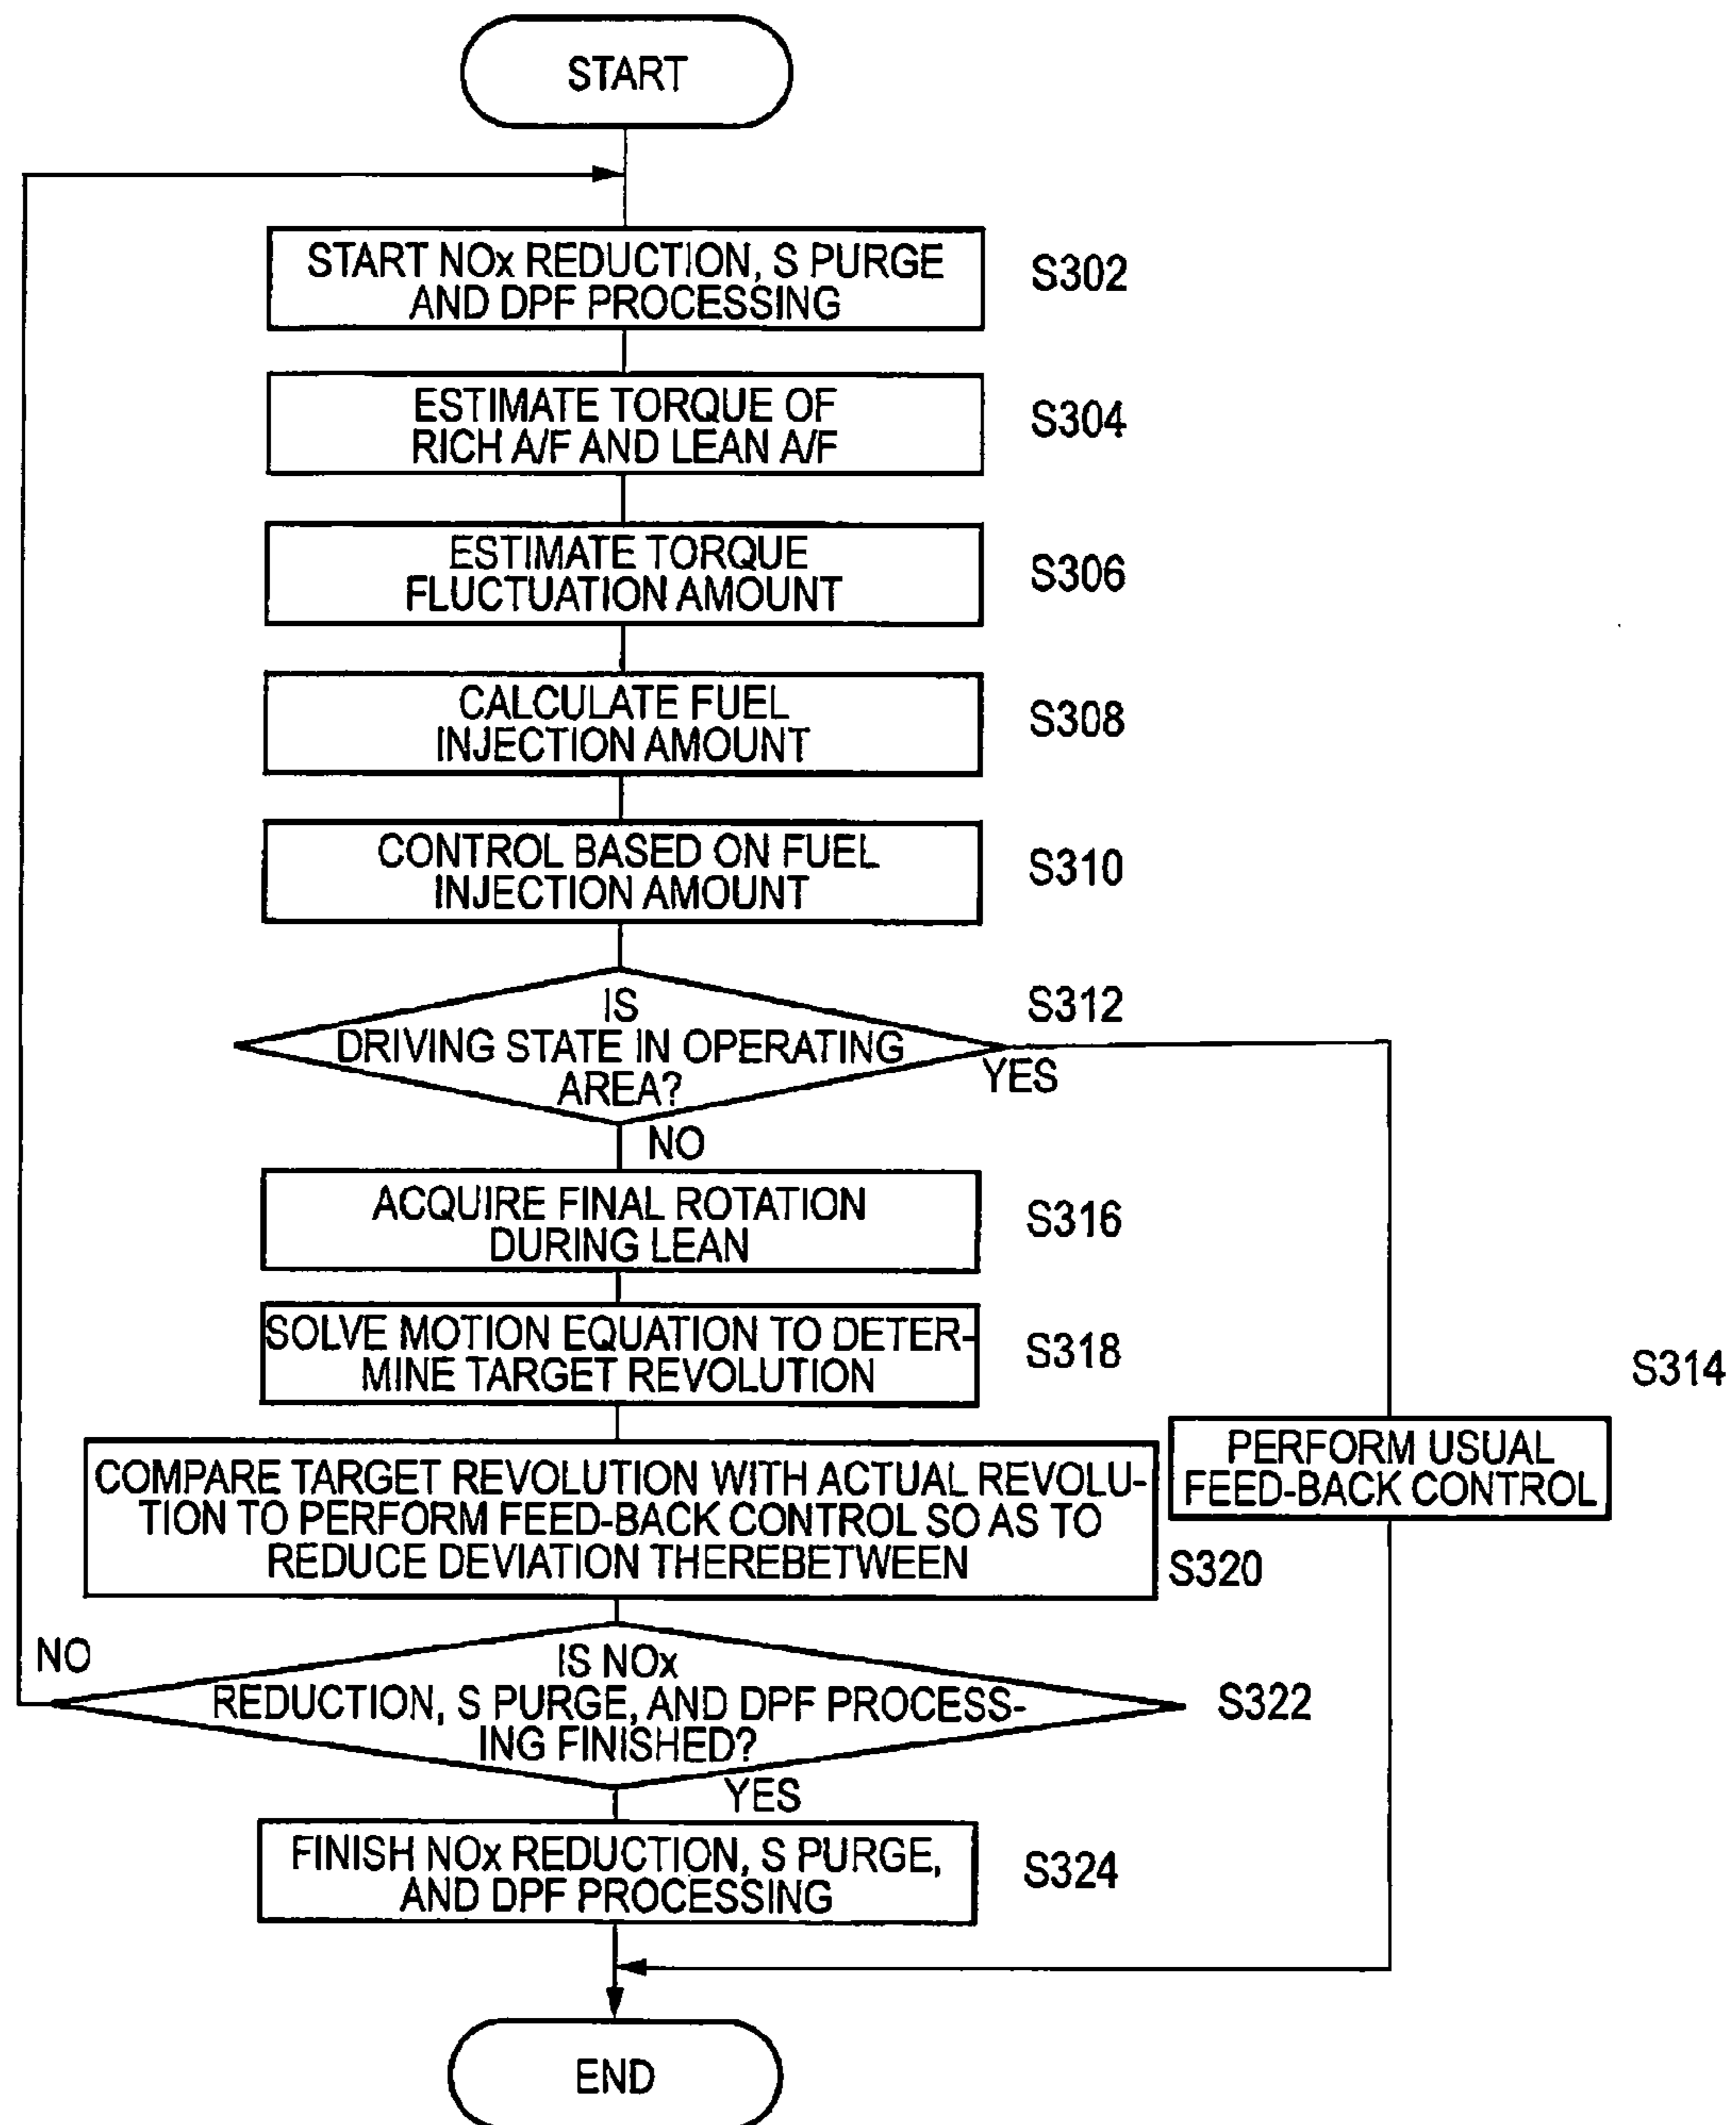 START
START NOx REDUCTION, S PURGE
AND DPF PROCESSING
S302
ESTIMATE TORQUE OF
RICH A/F AND LEAN A/F
S304
ESTIMATE TORQUE
FLUCTUATION AMOUNT
S306
CALCULATE FUEL
INJECTION AMOUNT
S308
CONTROL BASED ON FUEL
INJECTION AMOUNT
S310
IS
DRIVING STATE IN OPERATING
AREA?
S312
YES
NO
ACQUIRE FINAL ROTATION
DURING LEAN
S316
SOLVE MOTION EQUATION TO DETER-
MINE TARGET REVOLUTION
S318
S314
PERFORM USUAL
FEED-BACK CONTROL
COMPARE TARGET REVOLUTION WITH ACTUAL REVOLU-
TION TO PERFORM FEED-BACK CONTROL SO AS TO
REDUCE DEVIATION THEREBETWEEN
S320
NO
IS NOx
REDUCTION, S PURGE, AND DPF PROCESS-
ING FINISHED?
S322
YES
FINISH NOx REDUCTION, S PURGE,
AND DPF PROCESSING
S324
END